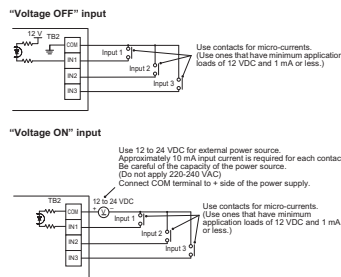 “Voltage OFF” input
12 V
TB2
COM
IN1
IN2
IN3
Input 1
Input 2
Input 3
Use contacts for micro-currents.
(Use ones that have minimum application
loads of 12 VDC and 1 mA or less.)
“Voltage ON” input
Use 12 to 24 VDC for external power source.
Approximately 10 mA input current is required for each contac
Be careful of the capacity of the power source.
(Do not apply 220-240 VAC)
Connect COM terminal to + side of the power supply.
TB2
12 to 24 VDC
+ V -
COM
IN1
IN2
IN3
Input 1
Input 2
Input 3
Use contacts for micro-currents.
(Use ones that have minimum
application loads of 12 VDC and 1 mA
or less.)